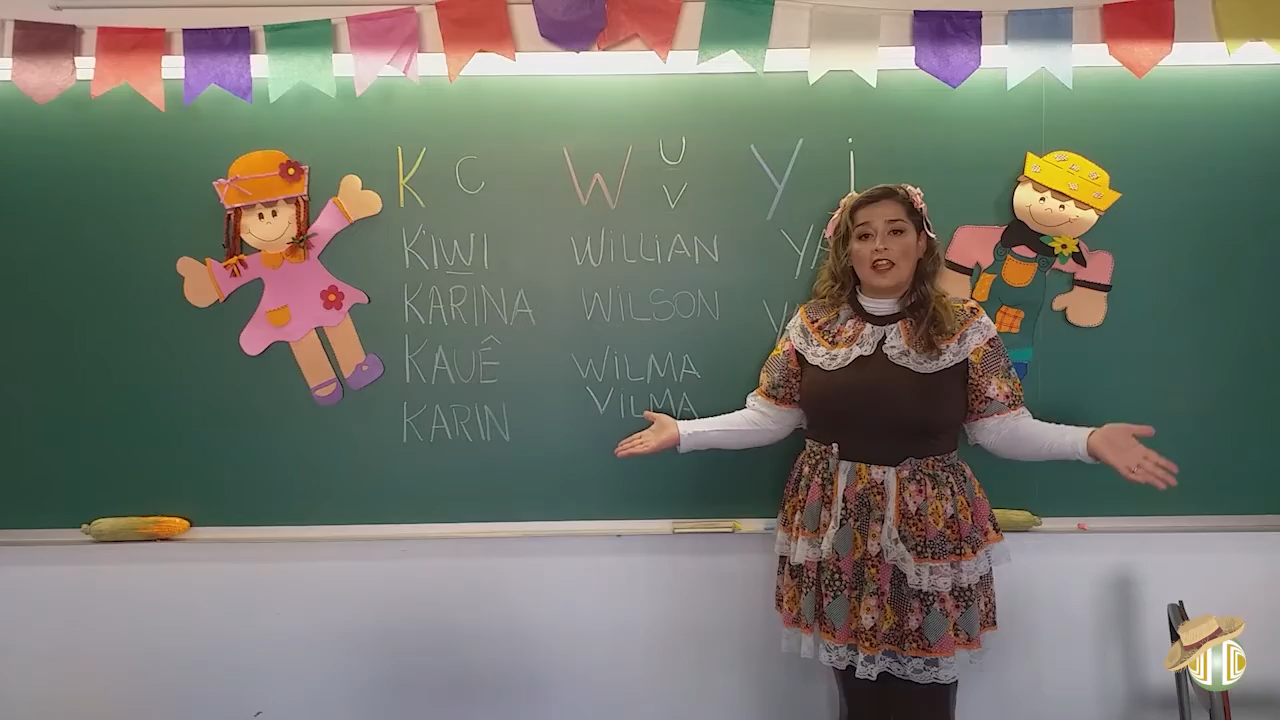 K C W U Y i
V
KIWI WILLIAN
KARINA WILSON
KAUÊ WILMA
VILMA
KARIN